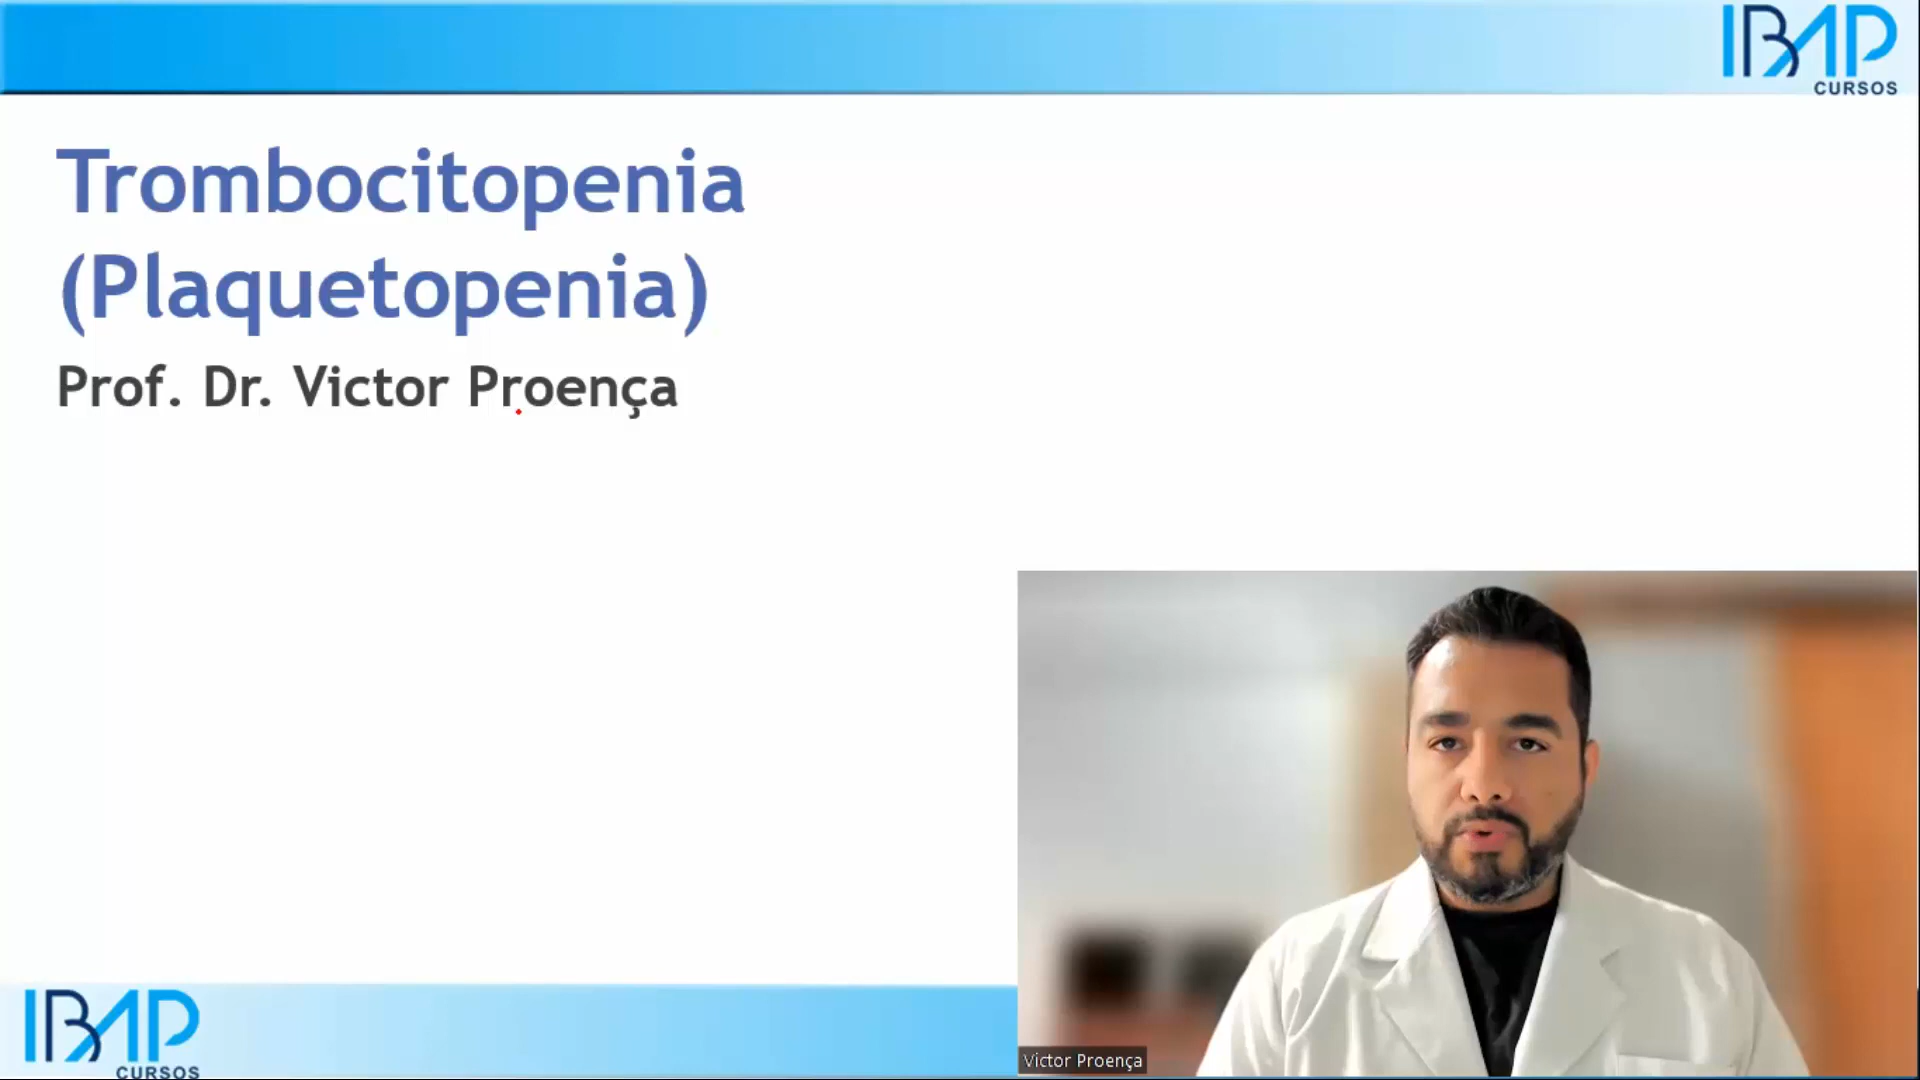 IBAP
CURSOS
Trombocitopenia
(Plaquetopenia)
Prof. Dr. Victor Proença
IBAP
CURSOS
Victor Proença